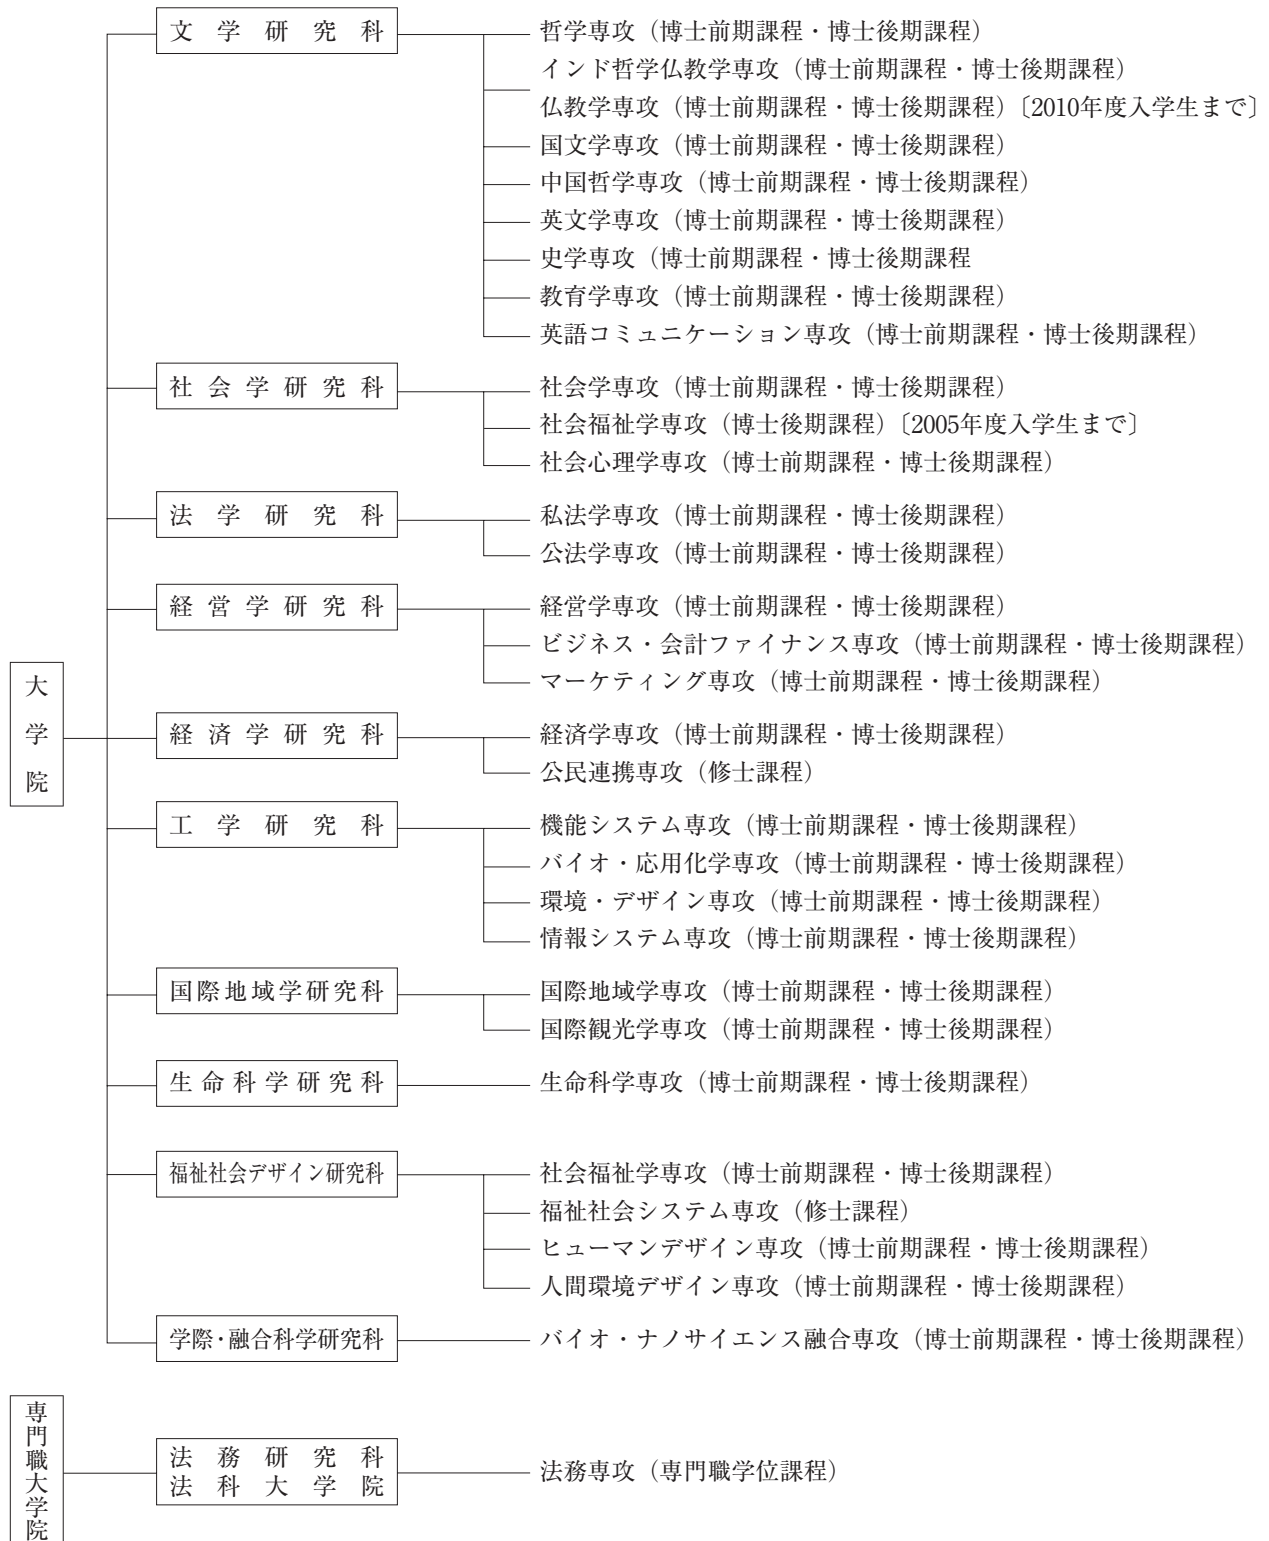 文学研究科
哲学専攻（博士前期課程・博士後期課程）
インド哲学仏教学専攻（博士前期課程・博士後期課程）
仏教学専攻（博士前期課程・博士後期課程）〔2010年度入学生まで〕
国文学専攻（博士前期課程・博士後期課程）
中国哲学専攻（博士前期課程・博士後期課程）
英文学専攻（博士前期課程・博士後期課程）
史学専攻（博士前期課程・博士後期課程
教育学専攻（博士前期課程・博士後期課程）
英語コミュニケーション専攻（博士前期課程・博士後期課程）
社会学研究科
社会学専攻（博士前期課程・博士後期課程）
社会福祉学専攻（博士後期課程）〔2005年度入学生まで〕
社会心理学専攻（博士前期課程・博士後期課程）
法学研究科
私法学専攻（博士前期課程・博士後期課程）
公法学専攻（博士前期課程・博士後期課程）
経営学研究科
経営学専攻（博士前期課程・博士後期課程）
ビジネス・会計ファイナンス専攻（博士前期課程・博士後期課程）
マーケティング専攻（博士前期課程・博士後期課程）
大学院
経済学研究科
経済学専攻（博士前期課程・博士後期課程）
公民連携専攻（修士課程）
工学研究科
機能システム専攻（博士前期課程・博士後期課程）
バイオ・応用化学専攻（博士前期課程・博士後期課程）
環境・デザイン専攻（博士前期課程・博士後期課程）
情報システム専攻（博士前期課程・博士後期課程）
国際地域学研究科
国際地域学専攻（博士前期課程・博士後期課程）
国際観光学専攻（博士前期課程・博士後期課程）
生命科学研究科
生命科学専攻（博士前期課程・博士後期課程）
福祉社会デザイン研究科
社会福祉学専攻（博士前期課程・博士後期課程）
福祉社会システム専攻（修士課程）
ヒューマンデザイン専攻（博士前期課程・博士後期課程）
人間環境デザイン専攻（博士前期課程・博士後期課程）
学際・融合科学研究科
バイオ・ナノサイエンス融合専攻（博士前期課程・博士後期課程）
専門職大学院
法務研究科
法科大学院
法務専攻（専門職学位課程）